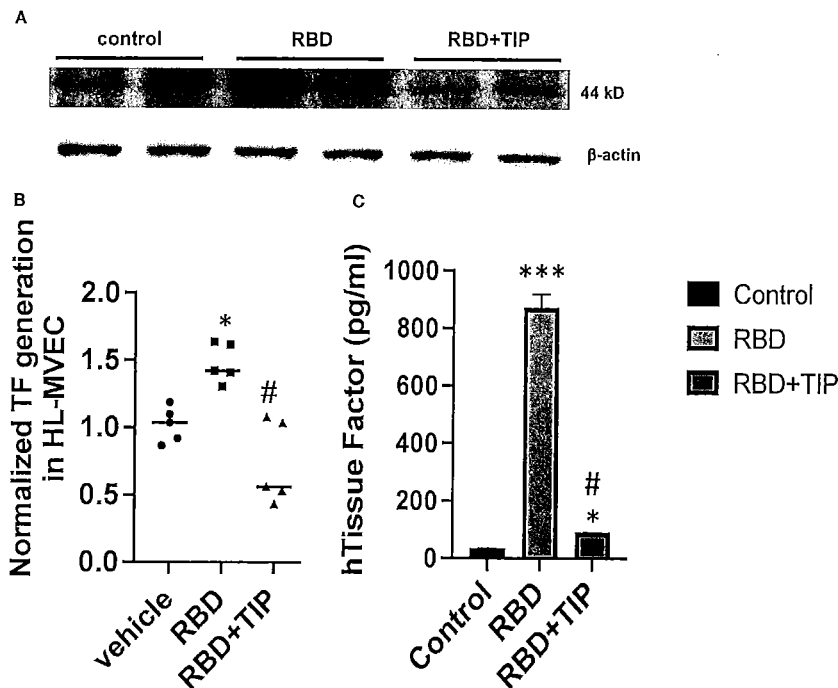 A
control RBD RBD+TIP
44 kD
β-actin
B
Normalized TF generation
in HL-MVEC
2.0
1.5
1.0
0.5
0.0
*
#
vehicle
RBD
RBD+TIP
C
hTissue Factor (pg/ml)
1000
800
600
400
200
0
***
#
*
Control
RBD
RBD+TIP
Control
RBD
RBD+TIP